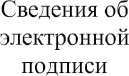 Сведения об
электронной
подписи